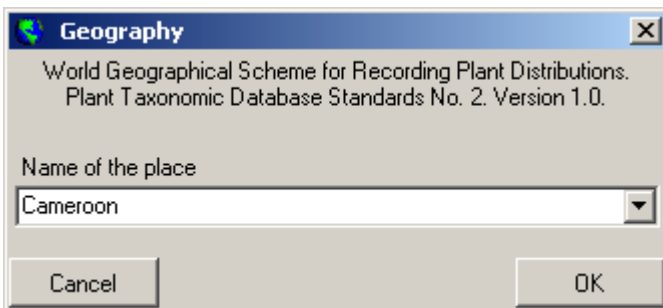 Geography
World Geographical Scheme for Recording Plant Distributions.
Plant Taxonomic Database Standards No. 2. Version 1.0.
Name of the place
Cameroon
Cancel
OK